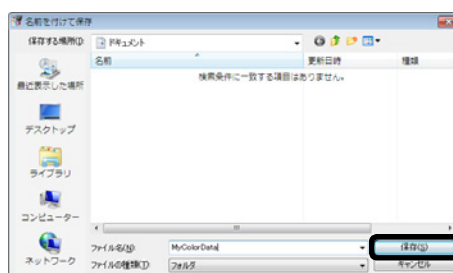 名前を付けて保存
保存する場所(I):
ドキュメント
名前
更新日時
種類
検索条件に一致する項目はありません。
最近表示した場所
デスクトップ
ライブラリ
コンピューター
ネットワーク
ファイル名(N):
MyColorData
保存(S)
ファイルの種類(T):
フォルダ
キャンセル